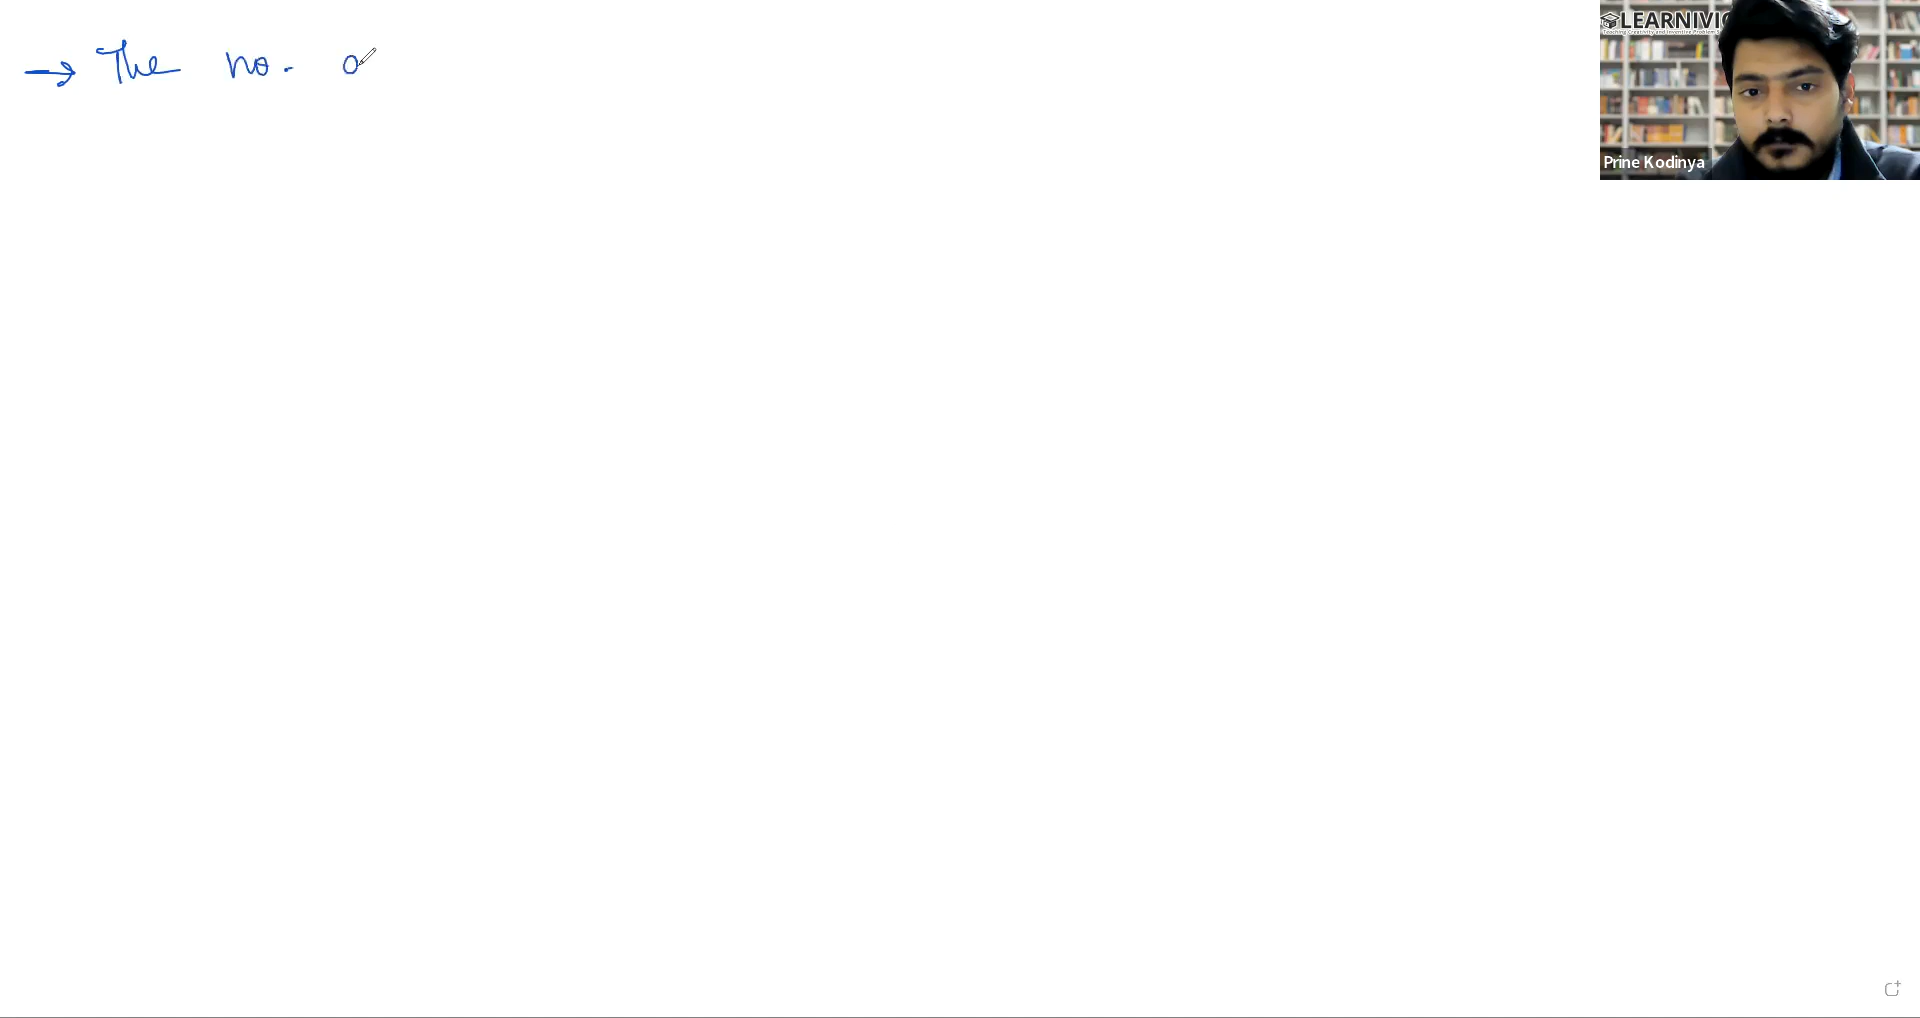 → The no. o
LEARNIVI
Prine Kodinya